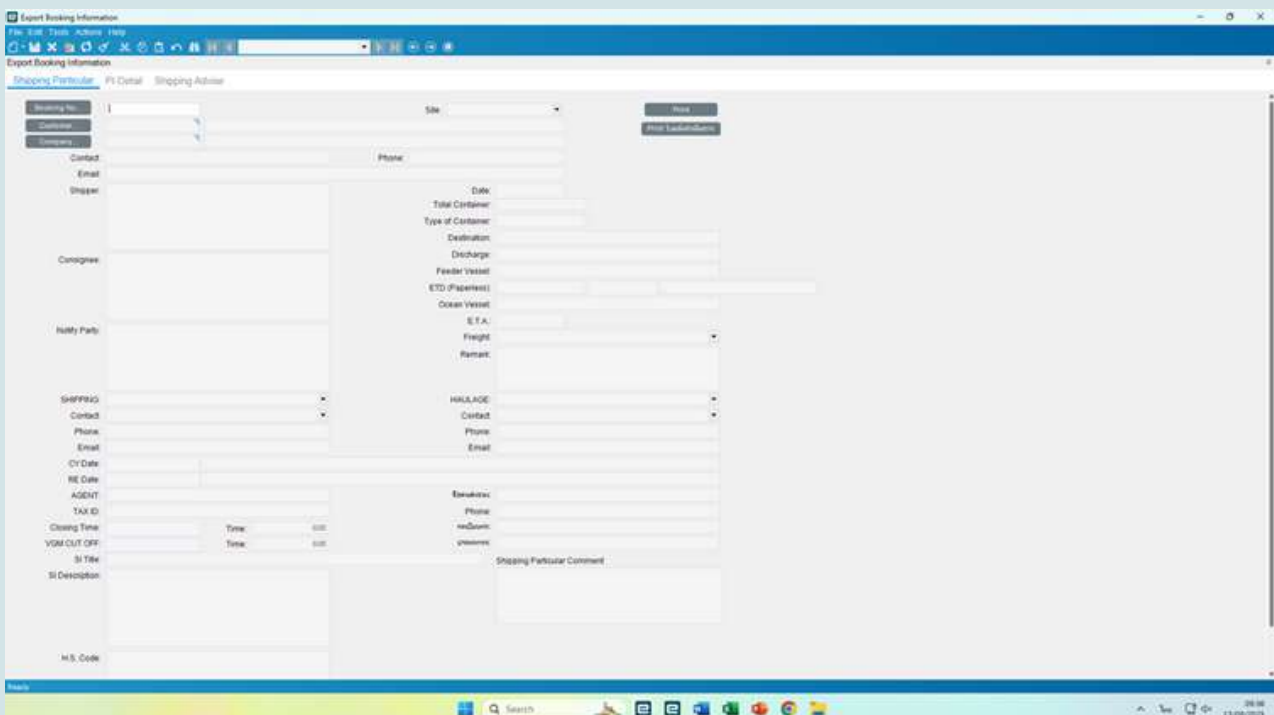 Export Booking Information
File Edit Tools Actions Help
Export Booking Information
Shipping Particular PI Detail Shipping Advise
Booking No. Site:
Print
Customer...
Company...
Contact: Phone:
Email:
Shipper: Date:
Total Container:
Type of Container:
Destination:
Discharge:
Consignee:
Feeder Vessel:
ETD (Paperless):
Ocean Vessel:
E.T.A.:
Notify Party:
Freight:
Remark:
SHIPPING: HAULAGE:
Contact: Contact:
Phone: Phone:
Email: Email:
CY Date:
RE Date:
AGENT:
TAX ID: Phone:
Closing Time: Time: 0.00
VGM CUT OFF: Time: 0.00
SI Title: Shipping Particular Comment
SI Description:
H.S. Code:
Ready
Search